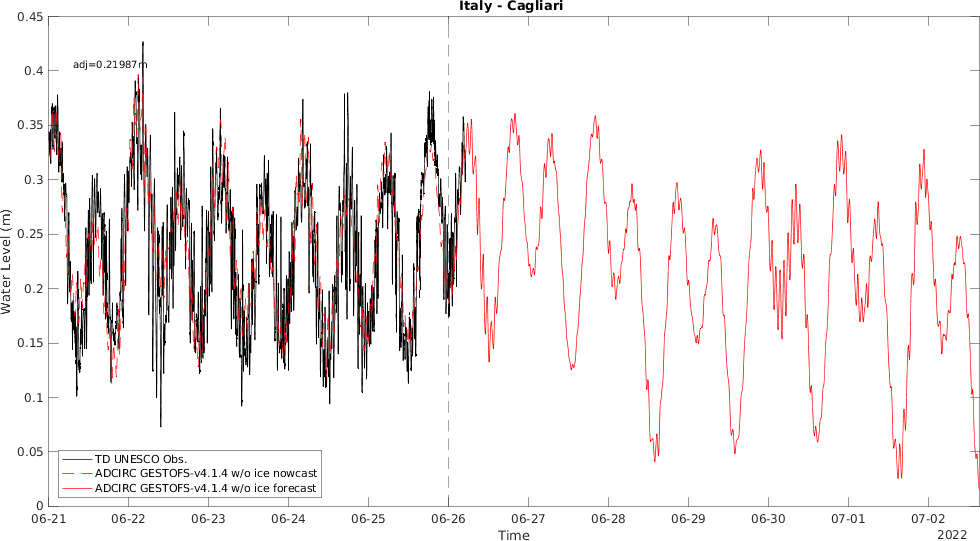 Italy - Cagliari
0.45
0.4
0.35
0.3
0.25
0.2
0.15
0.1
0.05
0
Water Level (m)
adj=0.21987m
TD UNESCO Obs.
ADCIRC GESTOFS-v4.1.4 w/o ice nowcast
ADCIRC GESTOFS-v4.1.4 w/o ice forecast
06-21 06-22 06-23 06-24 06-25 06-26 06-27 06-28 06-29 06-30 07-01 07-02
Time
2022